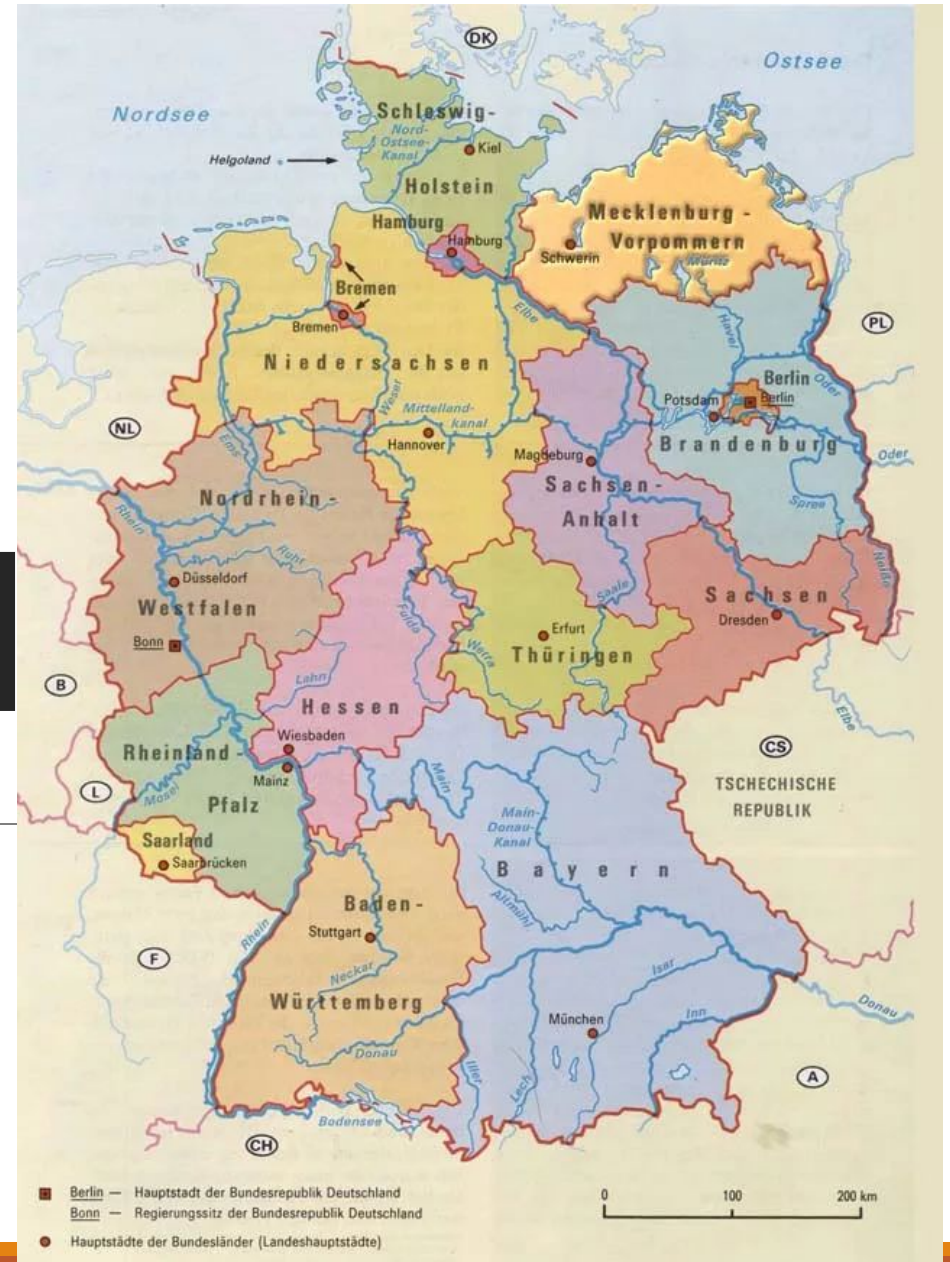 DK
Ostsee
Nordsee
Schleswig-
Nord-
Ostsee-
Kanal
Kiel
Helgoland
Holstein
Mecklenburg -
Vorpommern
Hamburg
Hamburg
Schwerin
Müritz
Bremen
Bremen
Elbe
PL
Havel
Niedersachsen
Weser
Berlin
Oder
Potsdam
Berlin
Mittelland-
kanal
NL
Ems
Hannover
Brandenburg
Magdeburg
Oder
Sachsen-
Nordrhein -
Spree
Rhein
Anhalt
Ruhr
Neiße
Düsseldorf
Saale
Sachsen
Westfalen
Fulda
Dresden
Erfurt
Bonn
Thüringen
Werra
Lahn
B
Hessen
Elbe
Wiesbaden
CS
Rheinland -
Mainz
Main
TSCHECHISCHE
REPUBLIK
L
Mosel
Pfalz
Main-
Donau-
Kanal
Saarland
Saarbrücken
Bayern
Altmühl
Baden-
Stuttgart
Rhein
F
Neckar
Isar
Württemberg
Donau
München
Inn
Donau
Iller
Lech
A
Bodensee
CH
Berlin — Hauptstadt der Bundesrepublik Deutschland
Bonn — Regierungssitz der Bundesrepublik Deutschland
Hauptstädte der Bundesländer (Landeshauptstädte)
0 100 200 km